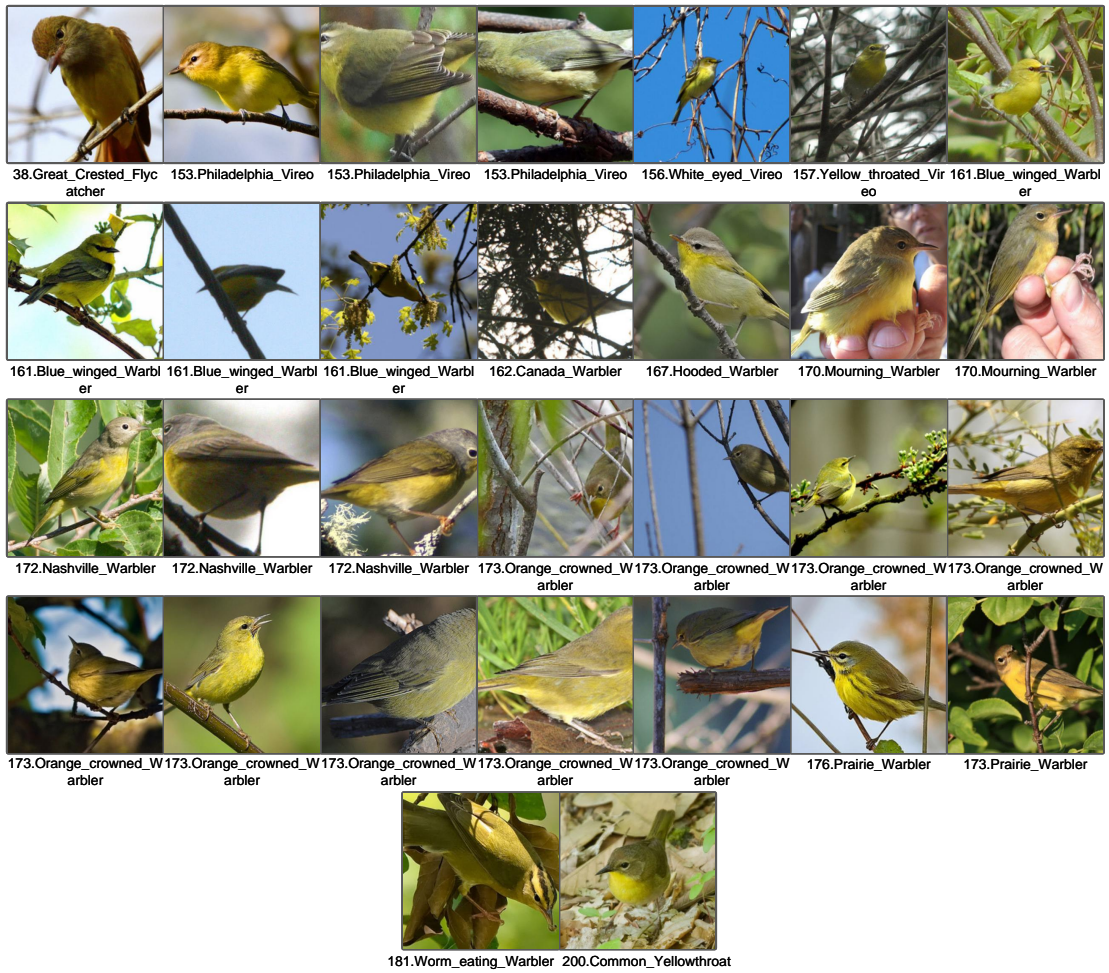 38.Great_Crested_Flyc
atcher
153.Philadelphia_Vireo
153.Philadelphia_Vireo
153.Philadelphia_Vireo
156.White_eyed_Vireo
157.Yellow_throated_Vir
eo
161.Blue_winged_Warbl
er
161.Blue_winged_Warbl
er
161.Blue_winged_Warbl
er
161.Blue_winged_Warbl
er
162.Canada_Warbler
167.Hooded_Warbler
170.Mourning_Warbler
170.Mourning_Warbler
172.Nashville_Warbler
172.Nashville_Warbler
172.Nashville_Warbler
173.Orange_crowned_W
arbler
173.Orange_crowned_W
arbler
173.Orange_crowned_W
arbler
173.Orange_crowned_W
arbler
173.Orange_crowned_W
arbler
173.Orange_crowned_W
arbler
173.Orange_crowned_W
arbler
173.Orange_crowned_W
arbler
173.Orange_crowned_W
arbler
176.Prairie_Warbler
173.Prairie_Warbler
181.Worm_eating_Warbler
200.Common_Yellowthroat